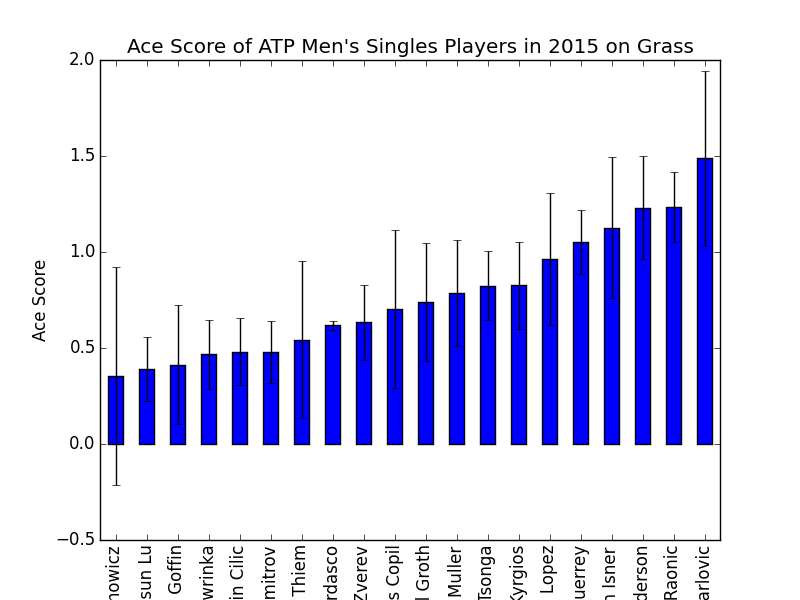 Ace Score of ATP Men's Singles Players in 2015 on Grass
2.0
1.5
1.0
0.5
0.0
−0.5
Ace Score
nowicz
sun Lu
Goffin
wrinka
in Cilic
mitrov
Thiem
rdasco
Zverev
s Copil
l Groth
Muller
Tsonga
Kyrgios
Lopez
uerrey
n Isner
derson
Raonic
arlovic